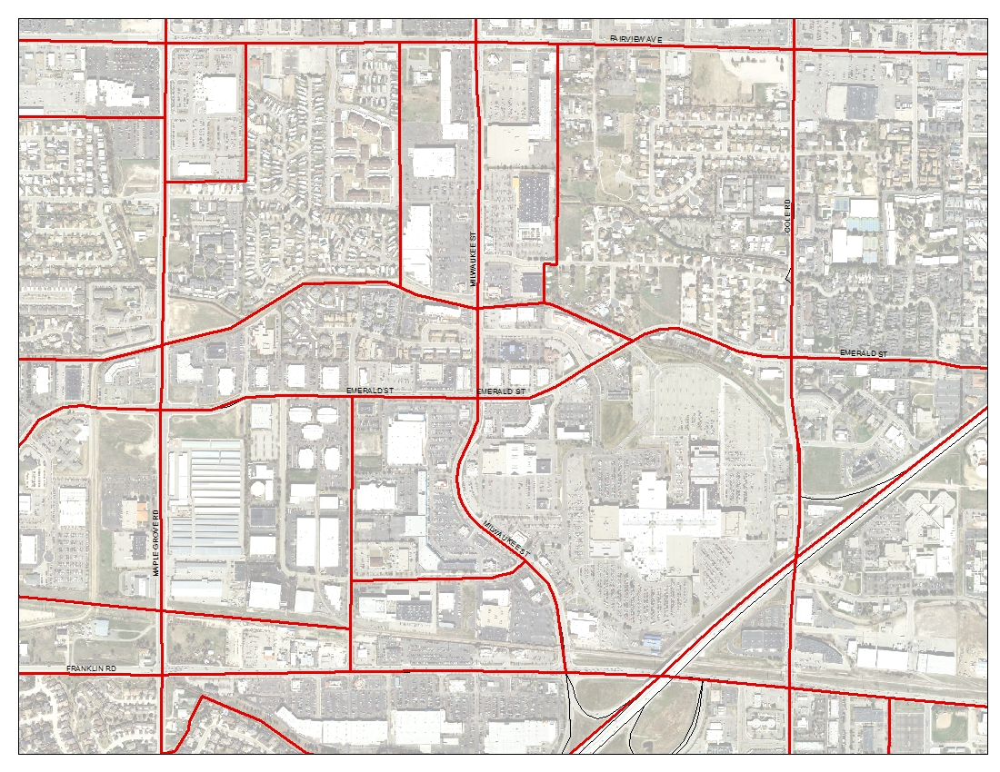 FAIRVIEW AVE
COLE RD
MILWAUKEE ST
EMERALD ST
EMERALD ST
EMERALD ST
MILWAUKEE ST
MAPLE GROVE RD
FRANKLIN RD